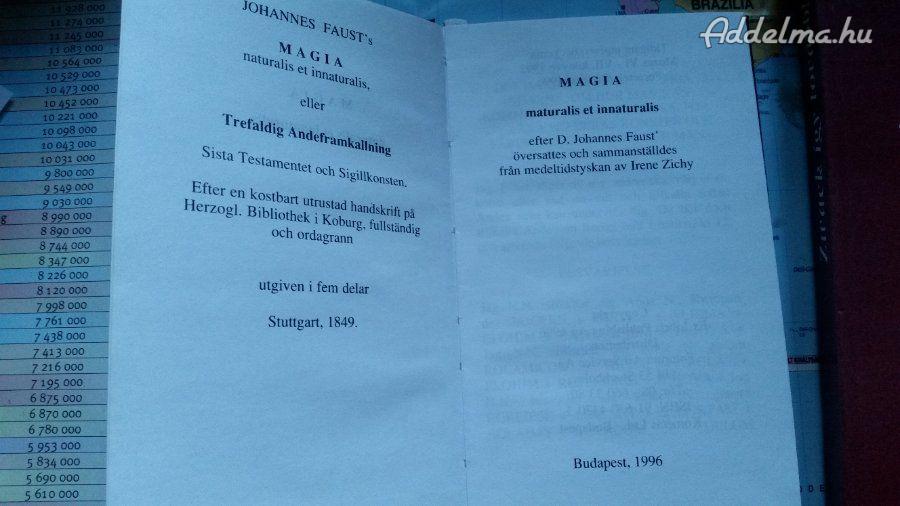 JOHANNES FAUST's
MAGIA
naturalis et innaturalis,
eller
Trefaldig Andeframkallning
Sista Testamentet och Sigillkonsten.
Efter en kostbart utrustad handskrift på
Herzogl. Bibliothek i Koburg, fullständig
och ordagrann
utgiven i fem delar
Stuttgart, 1849.
MAGIA
maturalis et innaturalis
efter D. Johannes Faust'
översattes och sammanställdes
från medeltidstyskan av Irene Zichy
Budapest, 1996
Addelma.hu
BRAZÍLIA
11 928 000
11 274 000
11 245 000
11 083 000
10 564 000
10 529 000
10 473 000
10 452 000
10 221 000
10 098 000
10 043 000
10 031 000
9 800 000
9 549 000
9 030 000
8 990 000
8 890 000
8 744 000
8 347 000
8 226 000
8 120 000
7 998 000
7 761 000
7 438 000
7 413 000
7 216 000
7 195 000
6 875 000
6 870 000
6 780 000
5 953 000
5 834 000
5 690 000
5 610 000